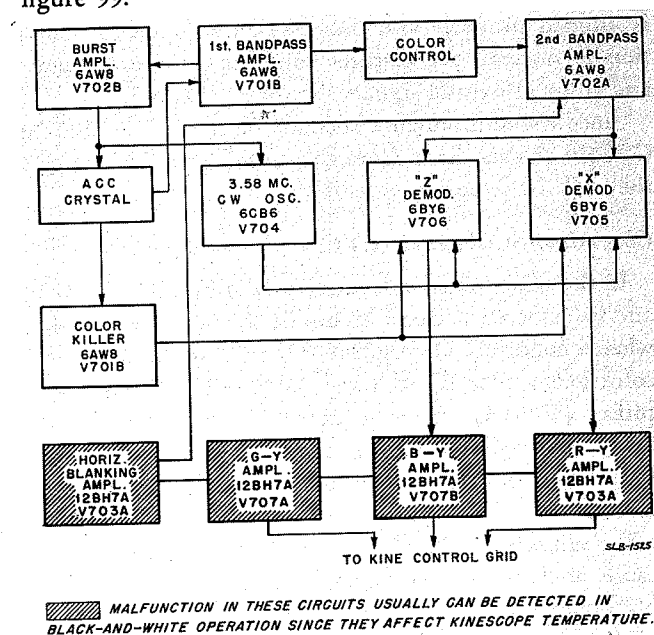 figure 99.
BURST
AMPL.
6AW8
V702B
1st. BANDPASS
AMPL.
6AW8
V701B
COLOR
CONTROL
2nd BANDPASS
AMPL.
6AW8
V702A
ACC
CRYSTAL
3.58 MC.
CW OSC.
6CB6
V704
"Z"
DEMOD.
6BY6
V706
"X"
DEMOD.
6BY6
V705
COLOR
KILLER
6AW8
V701B
HORIZ.
BLANKING
AMPL.
12BH7A
V703A
G-Y
AMPL.
12BH7A
V707A
B-Y
AMPL.
12BH7A
V707B
R-Y
AMPL.
12BH7A
V703A
TO KINE CONTROL GRID
SLB-1525
MALFUNCTION IN THESE CIRCUITS USUALLY CAN BE DETECTED IN
BLACK-AND-WHITE OPERATION SINCE THEY AFFECT KINESCOPE TEMPERATURE.